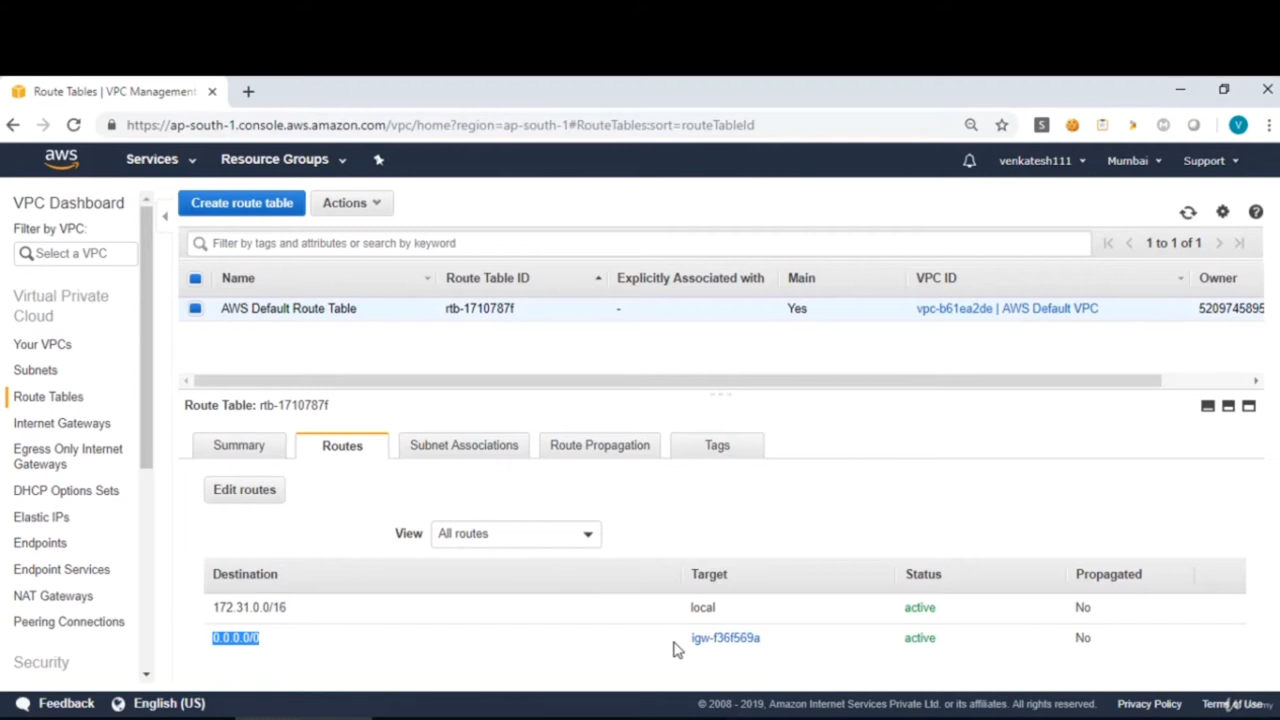 Route Tables | VPC Management
https://ap-south-1.console.aws.amazon.com/vpc/home?region=ap-south-1#RouteTables:sort=routeTableId
S V
aws Services Resource Groups venkatesh111 Mumbai Support
VPC Dashboard
Filter by VPC:
Select a VPC
Virtual Private
Cloud
Your VPCs
Subnets
Route Tables
Internet Gateways
Egress Only Internet
Gateways
DHCP Options Sets
Elastic IPs
Endpoints
Endpoint Services
NAT Gateways
Peering Connections
Security
Create route table Actions
Filter by tags and attributes or search by keyword 1 to 1 of 1
Name Route Table ID Explicitly Associated with Main VPC ID Owner
AWS Default Route Table rtb-1710787f - Yes vpc-b61ea2de | AWS Default VPC 5209745895
Route Table: rtb-1710787f
Summary Routes Subnet Associations Route Propagation Tags
Edit routes
View All routes
Destination Target Status Propagated
172.31.0.0/16 local active No
0.0.0.0/0 igw-f36f569a active No
Feedback English (US) © 2008 - 2019, Amazon Internet Services Private Ltd. or its affiliates. All rights reserved. Privacy Policy Terms of Use